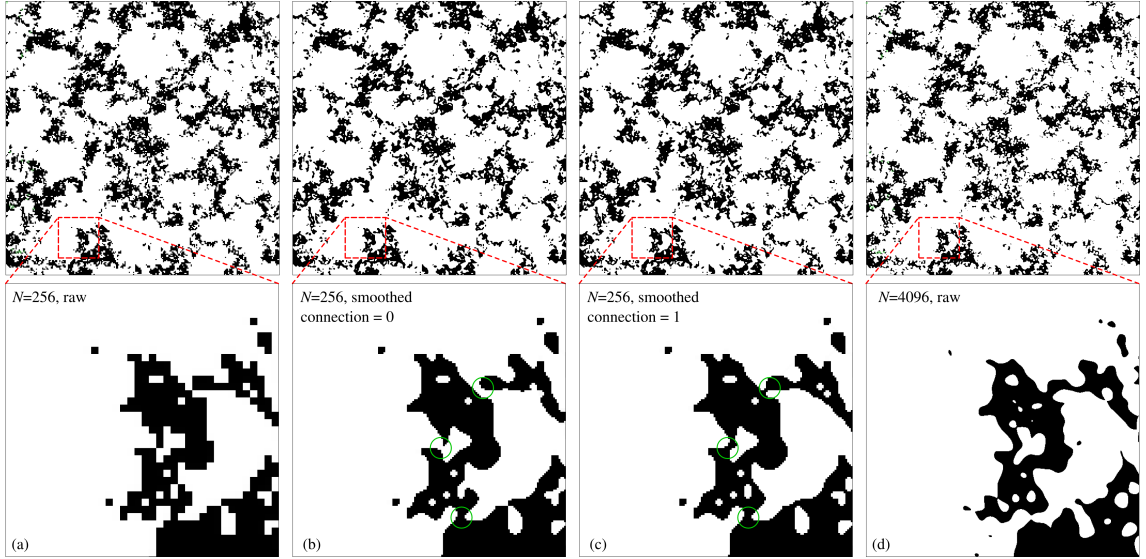 N=256, raw
N=256, smoothed
connection = 0
N=256, smoothed
connection = 1
N=4096, raw
(a)
(b)
(c)
(d)